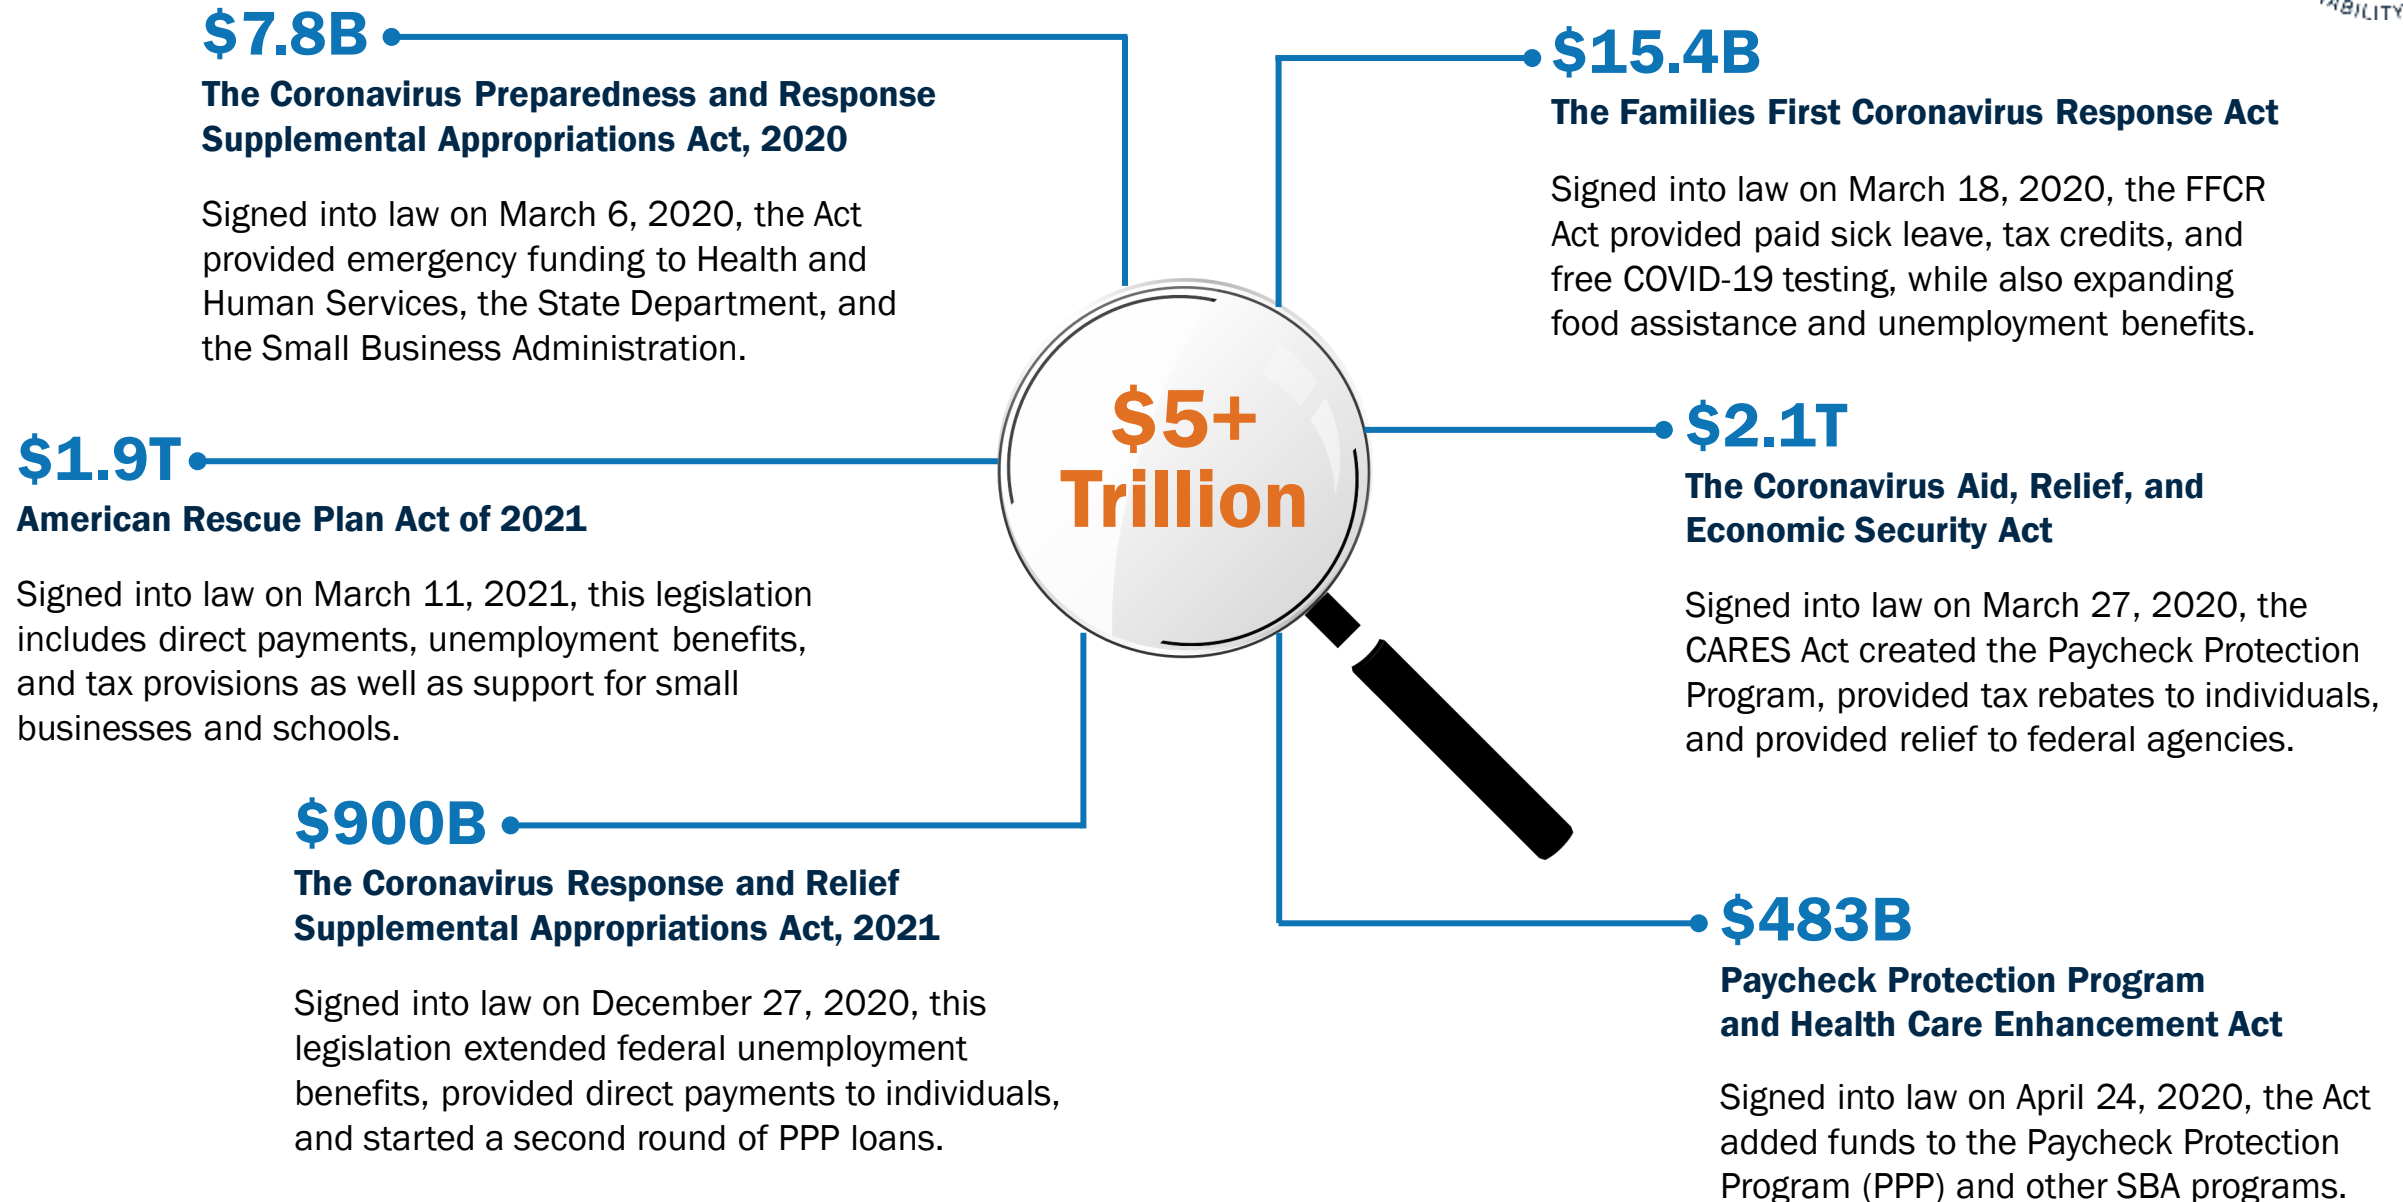 $7.8B
The Coronavirus Preparedness and Response
Supplemental Appropriations Act, 2020
Signed into law on March 6, 2020, the Act
provided emergency funding to Health and
Human Services, the State Department, and
the Small Business Administration.
$15.4B
The Families First Coronavirus Response Act
Signed into law on March 18, 2020, the FFCR
Act provided paid sick leave, tax credits, and
free COVID-19 testing, while also expanding
food assistance and unemployment benefits.
$5+
Trillion
$1.9T
American Rescue Plan Act of 2021
Signed into law on March 11, 2021, this legislation
includes direct payments, unemployment benefits,
and tax provisions as well as support for small
businesses and schools.
$2.1T
The Coronavirus Aid, Relief, and
Economic Security Act
Signed into law on March 27, 2020, the
CARES Act created the Paycheck Protection
Program, provided tax rebates to individuals,
and provided relief to federal agencies.
$900B
The Coronavirus Response and Relief
Supplemental Appropriations Act, 2021
Signed into law on December 27, 2020, this
legislation extended federal unemployment
benefits, provided direct payments to individuals,
and started a second round of PPP loans.
$483B
Paycheck Protection Program
and Health Care Enhancement Act
Signed into law on April 24, 2020, the Act
added funds to the Paycheck Protection
Program (PPP) and other SBA programs.